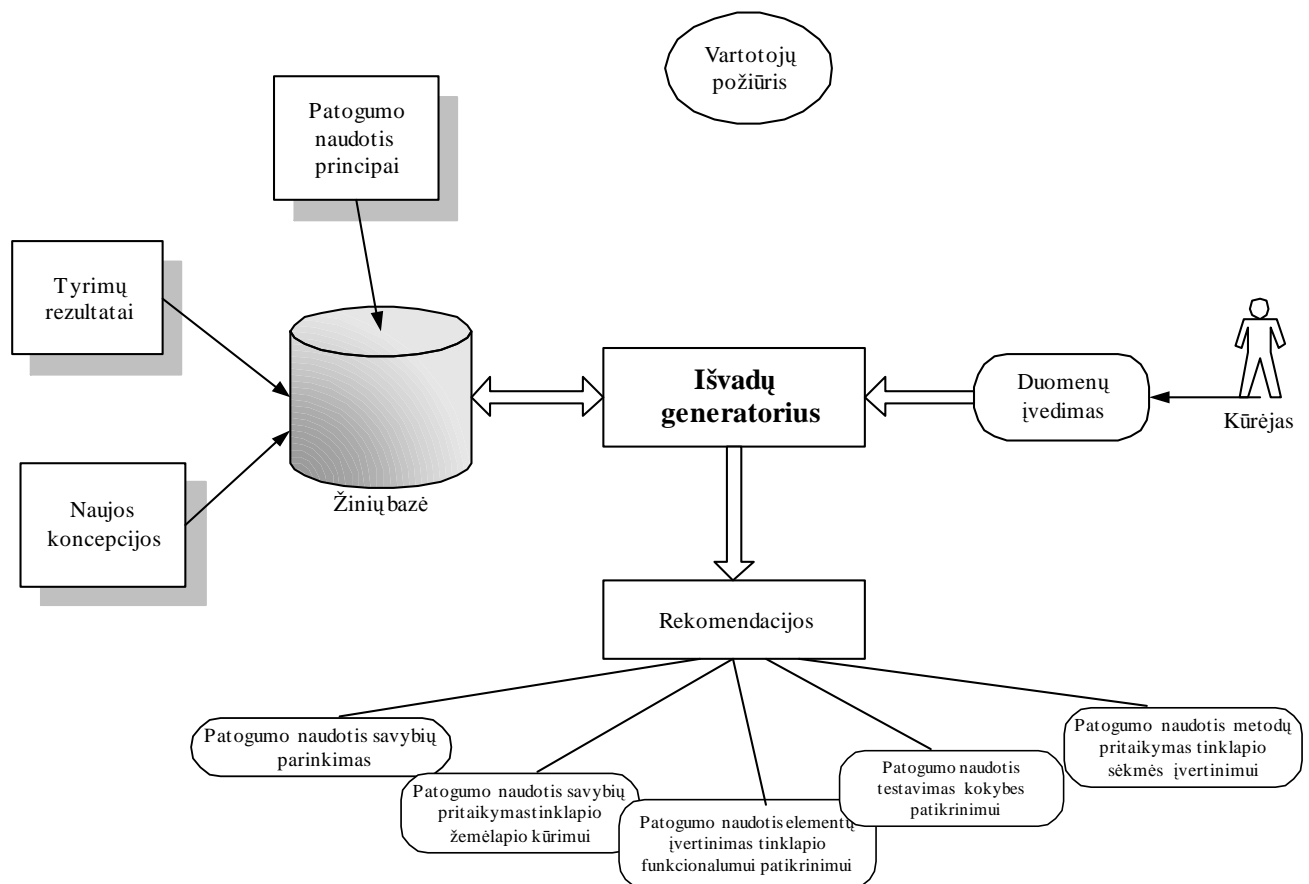 Vartotojų
požiūris
Patogumo
naudotis
principai
Tyrimų
rezultatai
Naujos
koncepcijos
Žinių bazė
Išvadų
generatorius
Duomenų
įvedimas
Kūrėjas
Rekomendacijos
Patogumo naudotis savybių
parinkimas
Patogumo naudotis savybių
pritaikymas tinklapio
žemėlapio kūrimui
Patogumo naudotis elementų
įvertinimas tinklapio
funkcionalumui patikrinimui
Patogumo naudotis
testavimas kokybes
patikrinimui
Patogumo naudotis metodų
pritaikymas tinklapio
sėkmės įvertinimui